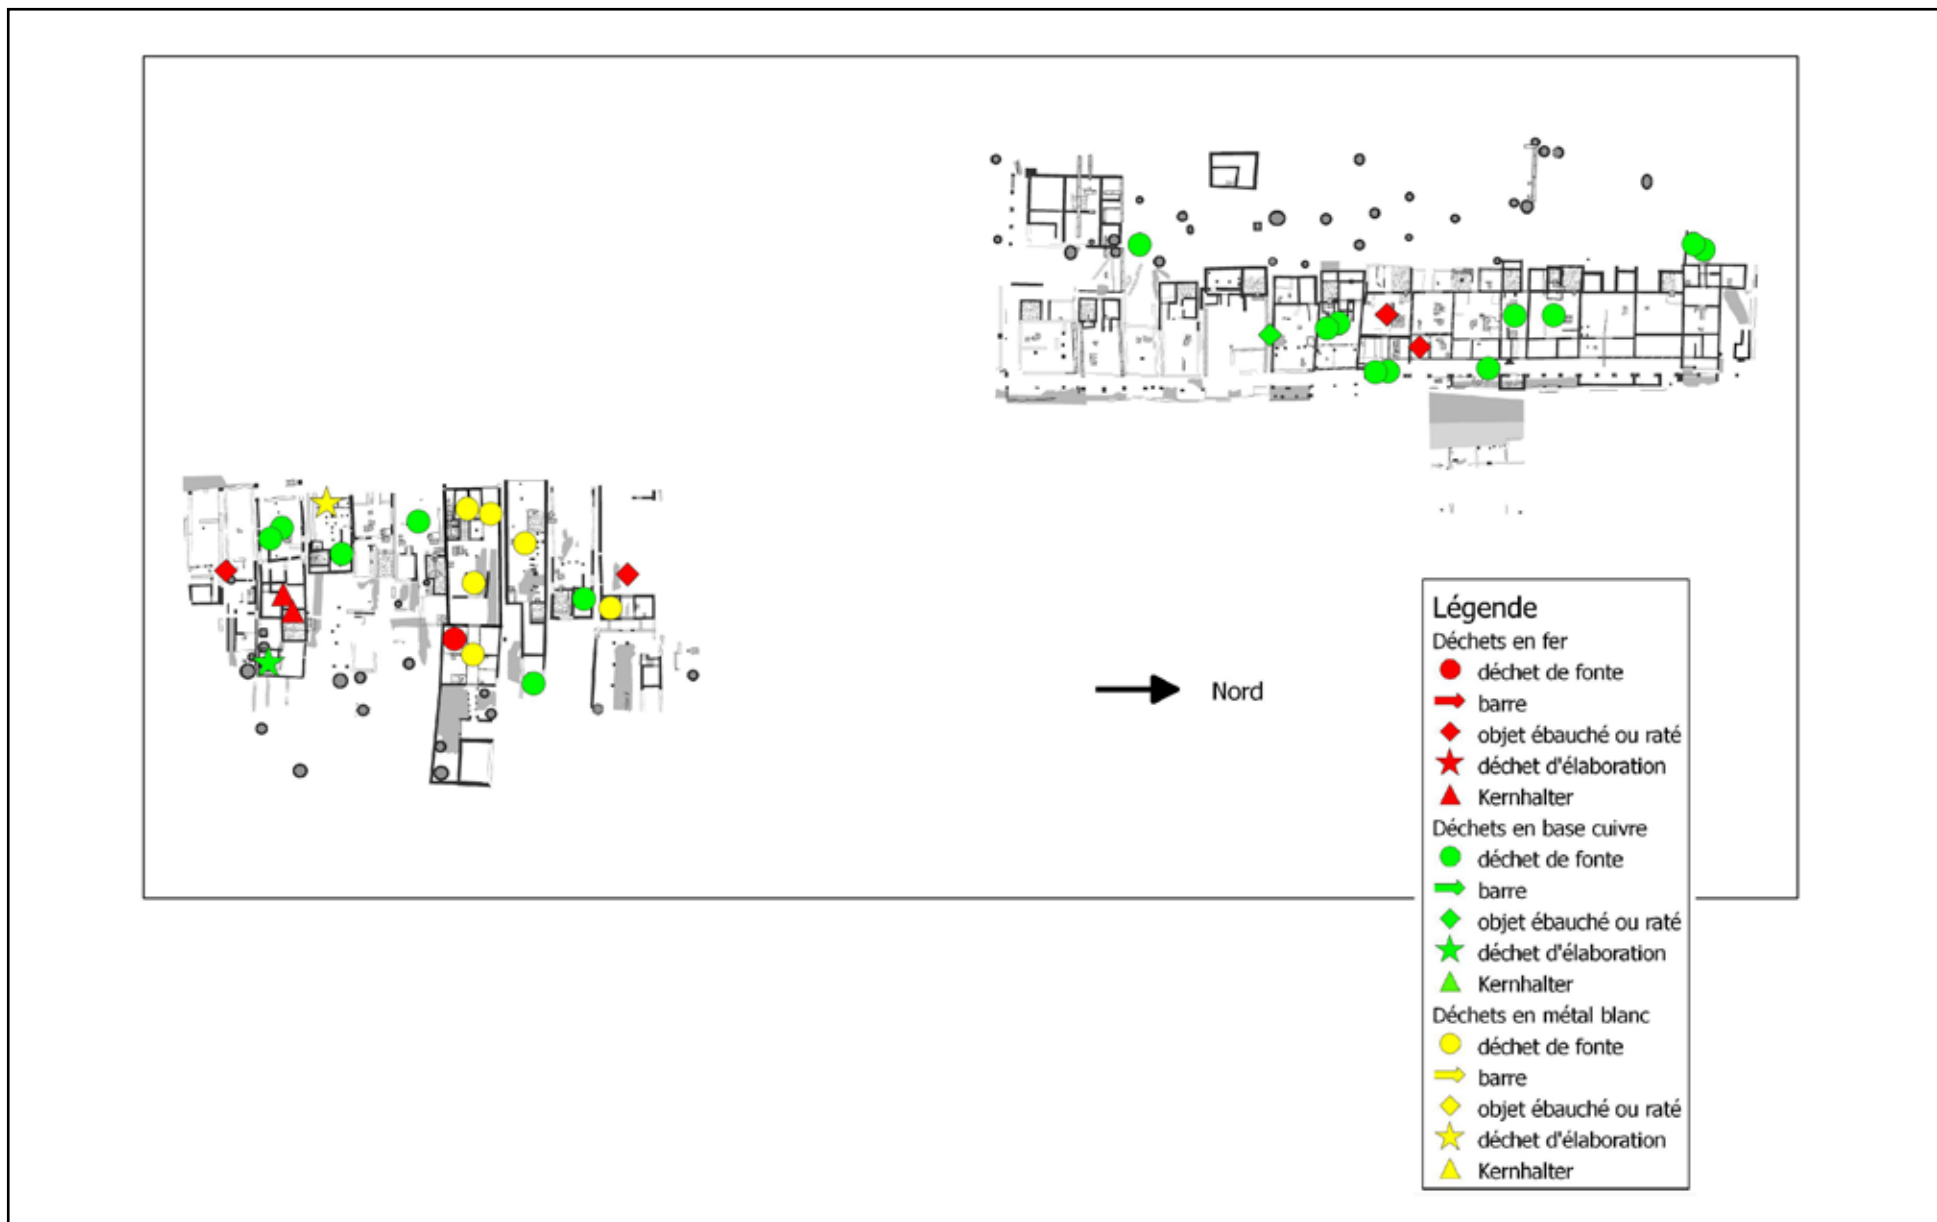 Nord
Légende
Déchets en fer
déchet de fonte
barre
objet ébauché ou raté
déchet d'élaboration
Kernhalter
Déchets en base cuivre
déchet de fonte
barre
objet ébauché ou raté
déchet d'élaboration
Kernhalter
Déchets en métal blanc
déchet de fonte
barre
objet ébauché ou raté
déchet d'élaboration
Kernhalter